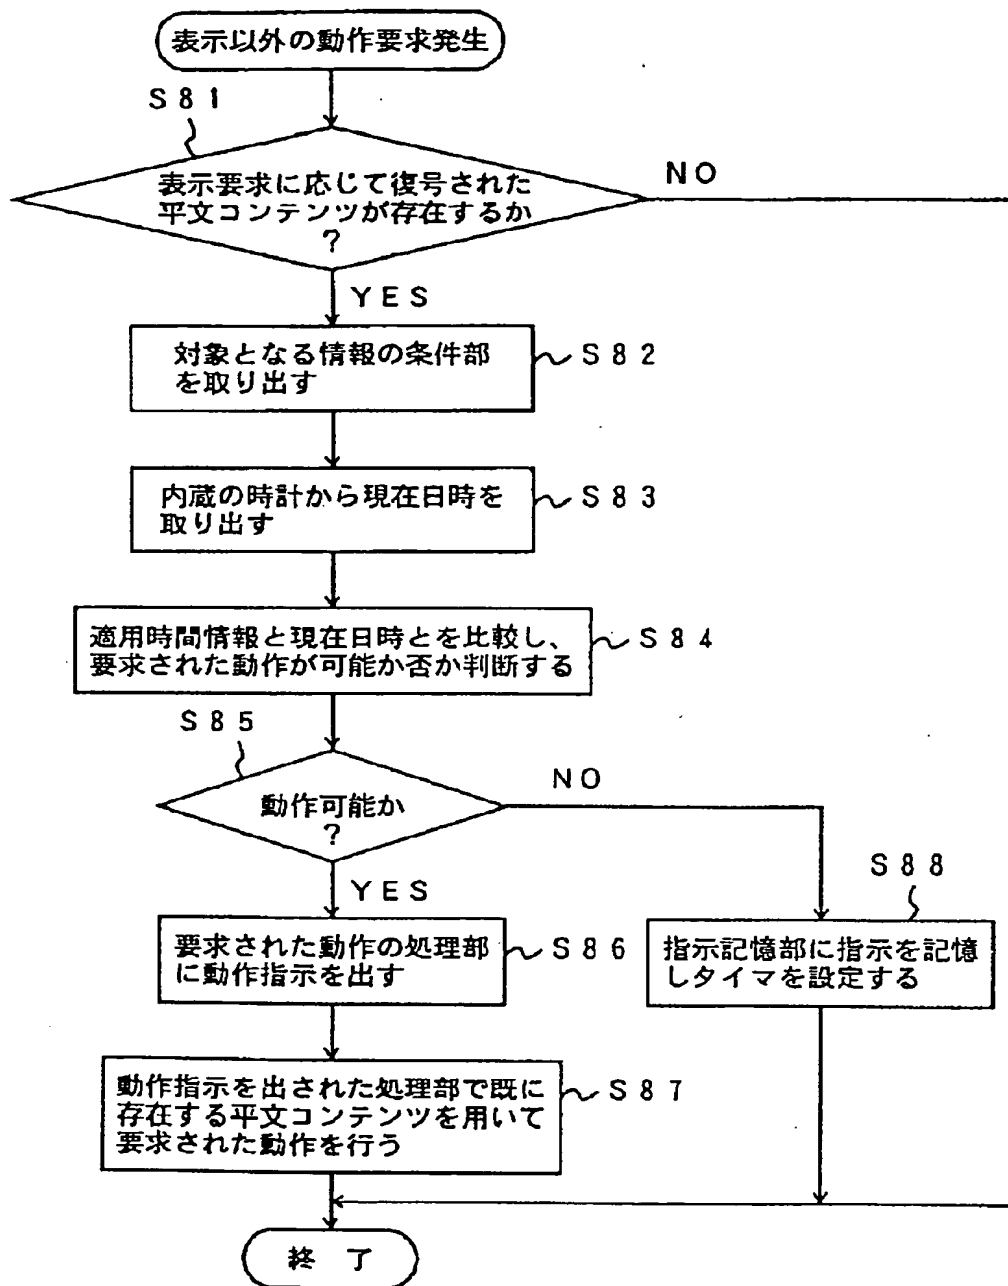 表示以外の動作要求発生
S81
表示要求に応じて復号された
平文コンテンツが存在するか
?
NO
YES
対象となる情報の条件部
を取り出す
S82
内蔵の時計から現在日時を
取り出す
S83
適用時間情報と現在日時とを比較し、
要求された動作が可能か否か判断する
S84
S85
動作可能か
?
NO
YES
S88
要求された動作の処理部
に動作指示を出す
S86
指示記憶部に指示を記憶
しタイマを設定する
動作指示を出された処理部で既に
存在する平文コンテンツを用いて
要求された動作を行う
S87
終 了